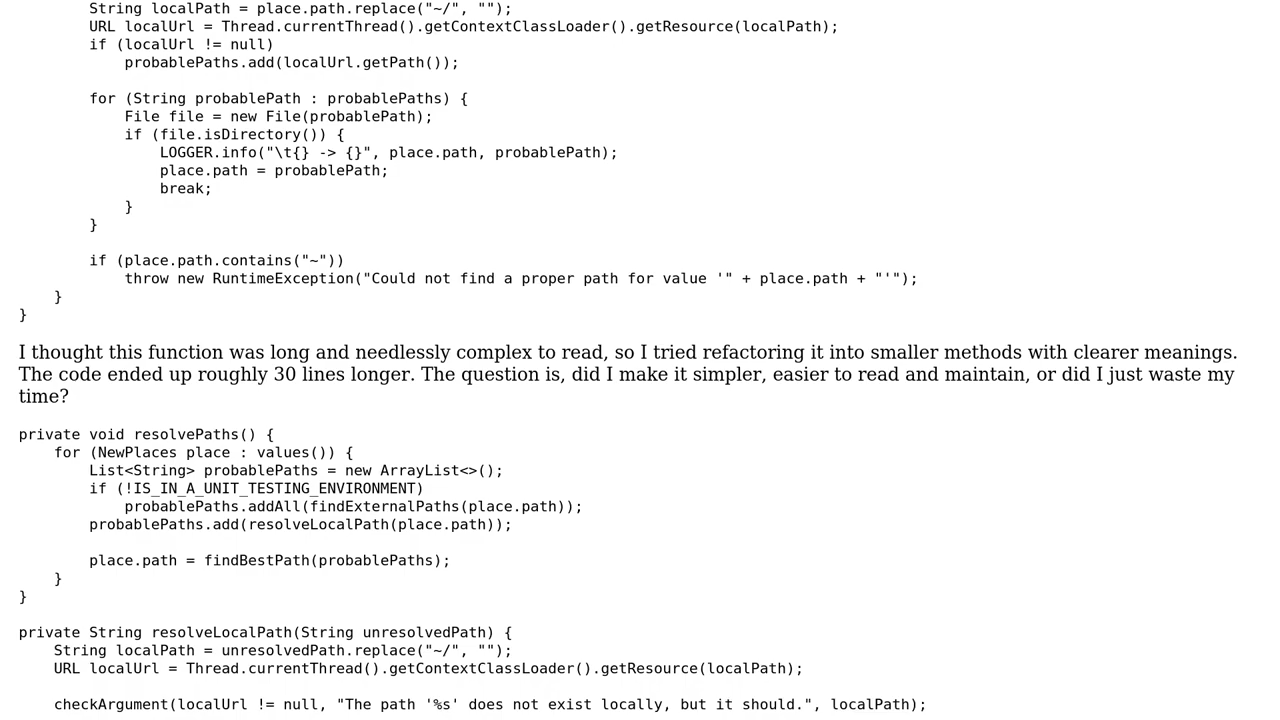 String localPath = place.path.replace("~/", "");
        URL localUrl = Thread.currentThread().getContextClassLoader().getResource(localPath);
        if (localUrl != null)
            probablePaths.add(localUrl.getPath());

        for (String probablePath : probablePaths) {
            File file = new File(probablePath);
            if (file.isDirectory()) {
                LOGGER.info("\t{} -> {}", place.path, probablePath);
                place.path = probablePath;
                break;
            }
        }

        if (place.path.contains("~"))
            throw new RuntimeException("Could not find a proper path for value '" + place.path + "'");
    }
}
I thought this function was long and needlessly complex to read, so I tried refactoring it into smaller methods with clearer meanings.
The code ended up roughly 30 lines longer. The question is, did I make it simpler, easier to read and maintain, or did I just waste my
time?
private void resolvePaths() {
    for (NewPlaces place : values()) {
        List<String> probablePaths = new ArrayList<>();
        if (!IS_IN_A_UNIT_TESTING_ENVIRONMENT)
            probablePaths.addAll(findExternalPaths(place.path));
        probablePaths.add(resolveLocalPath(place.path));

        place.path = findBestPath(probablePaths);
    }
}

private String resolveLocalPath(String unresolvedPath) {
    String localPath = unresolvedPath.replace("~/", "");
    URL localUrl = Thread.currentThread().getContextClassLoader().getResource(localPath);

    checkArgument(localUrl != null, "The path '%s' does not exist locally, but it should.", localPath);